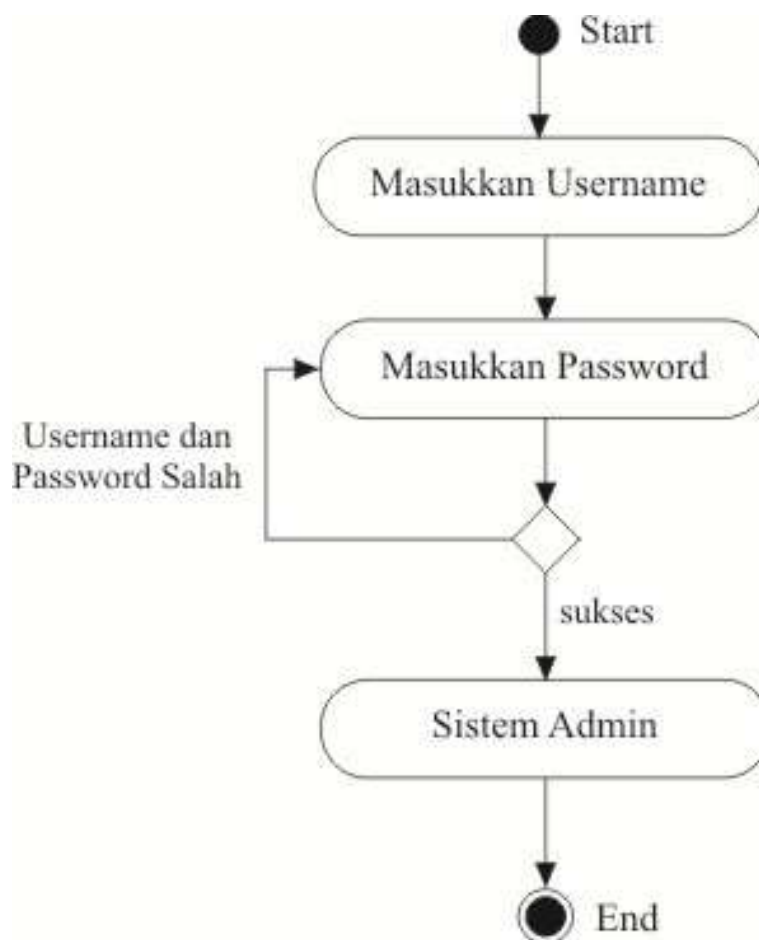 Start
Masukkan Username
Masukkan Password
Username dan
Password Salah
sukses
Sistem Admin
End